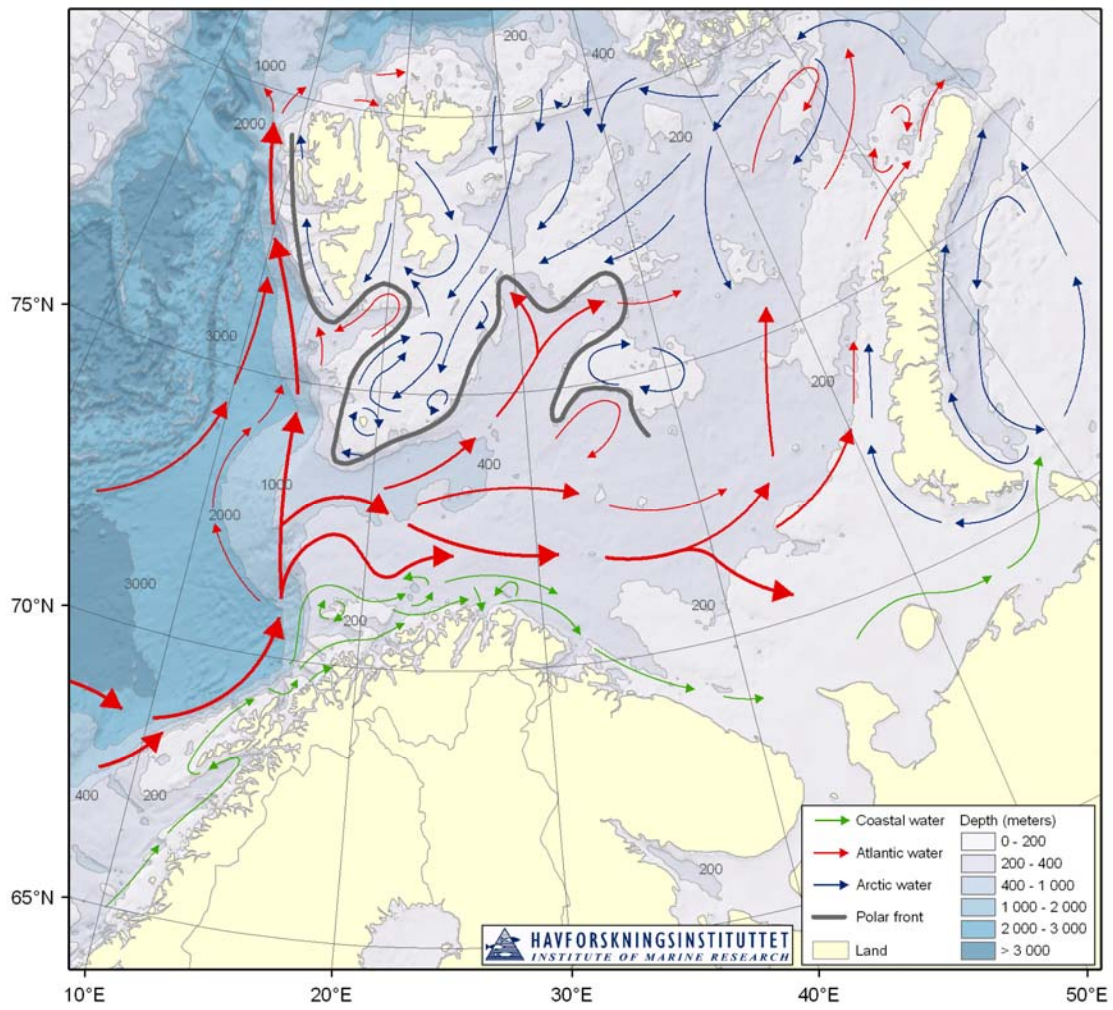 200
400
1000
2000
200
75°N
3000
200
400
1000
2000
3000
70°N
200
200
400
200
200
65°N
Coastal water
Atlantic water
Arctic water
Polar front
Land
Depth (meters)
0 - 200
200 - 400
400 - 1 000
1 000 - 2 000
2 000 - 3 000
> 3 000
HAVFORSKNINGSINSTITUTTET
INSTITUTE OF MARINE RESEARCH
10°E
20°E
30°E
40°E
50°E